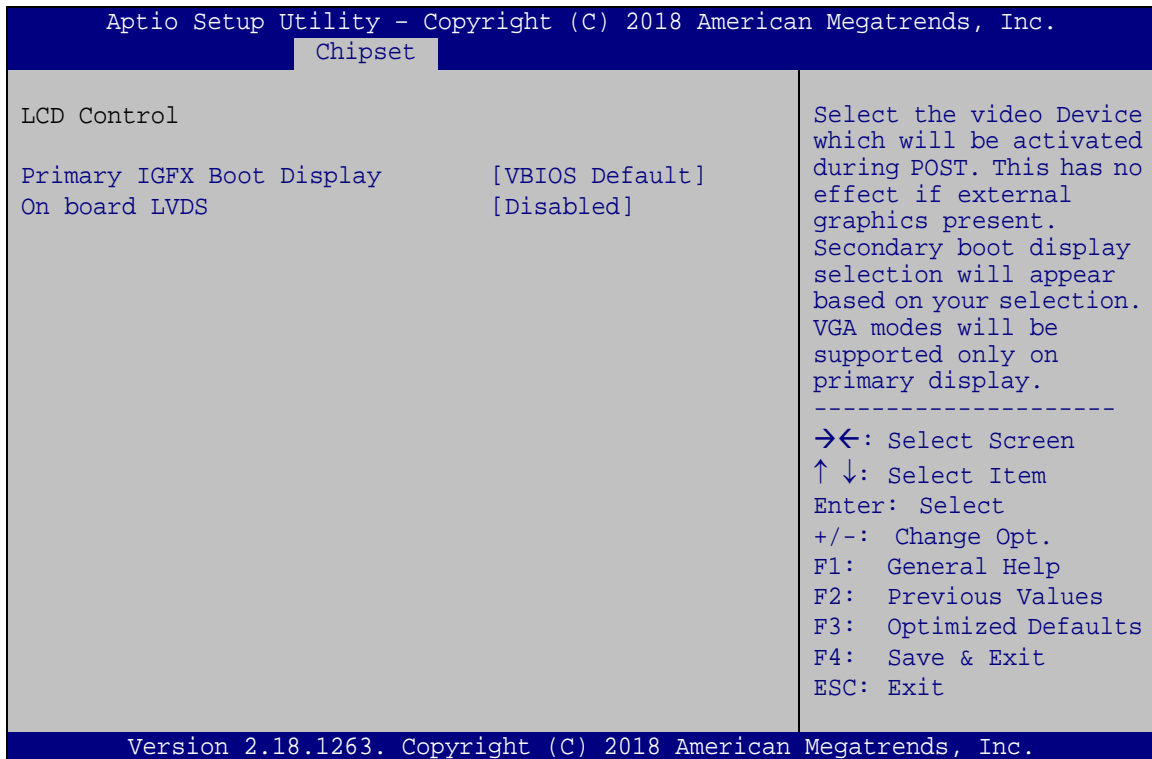 Aptio Setup Utility – Copyright (C) 2018 American Megatrends, Inc.
Chipset
LCD Control
Primary IGFX Boot Display [VBIOS Default]
On board LVDS [Disabled]
Select the video Device
which will be activated
during POST. This has no
effect if external
graphics present.
Secondary boot display
selection will appear
based on your selection.
VGA modes will be
supported only on
primary display.
---------------------
→←: Select Screen
↑ ↓: Select Item
Enter: Select
+/-: Change Opt.
F1: General Help
F2: Previous Values
F3: Optimized Defaults
F4: Save & Exit
ESC: Exit
Version 2.18.1263. Copyright (C) 2018 American Megatrends, Inc.